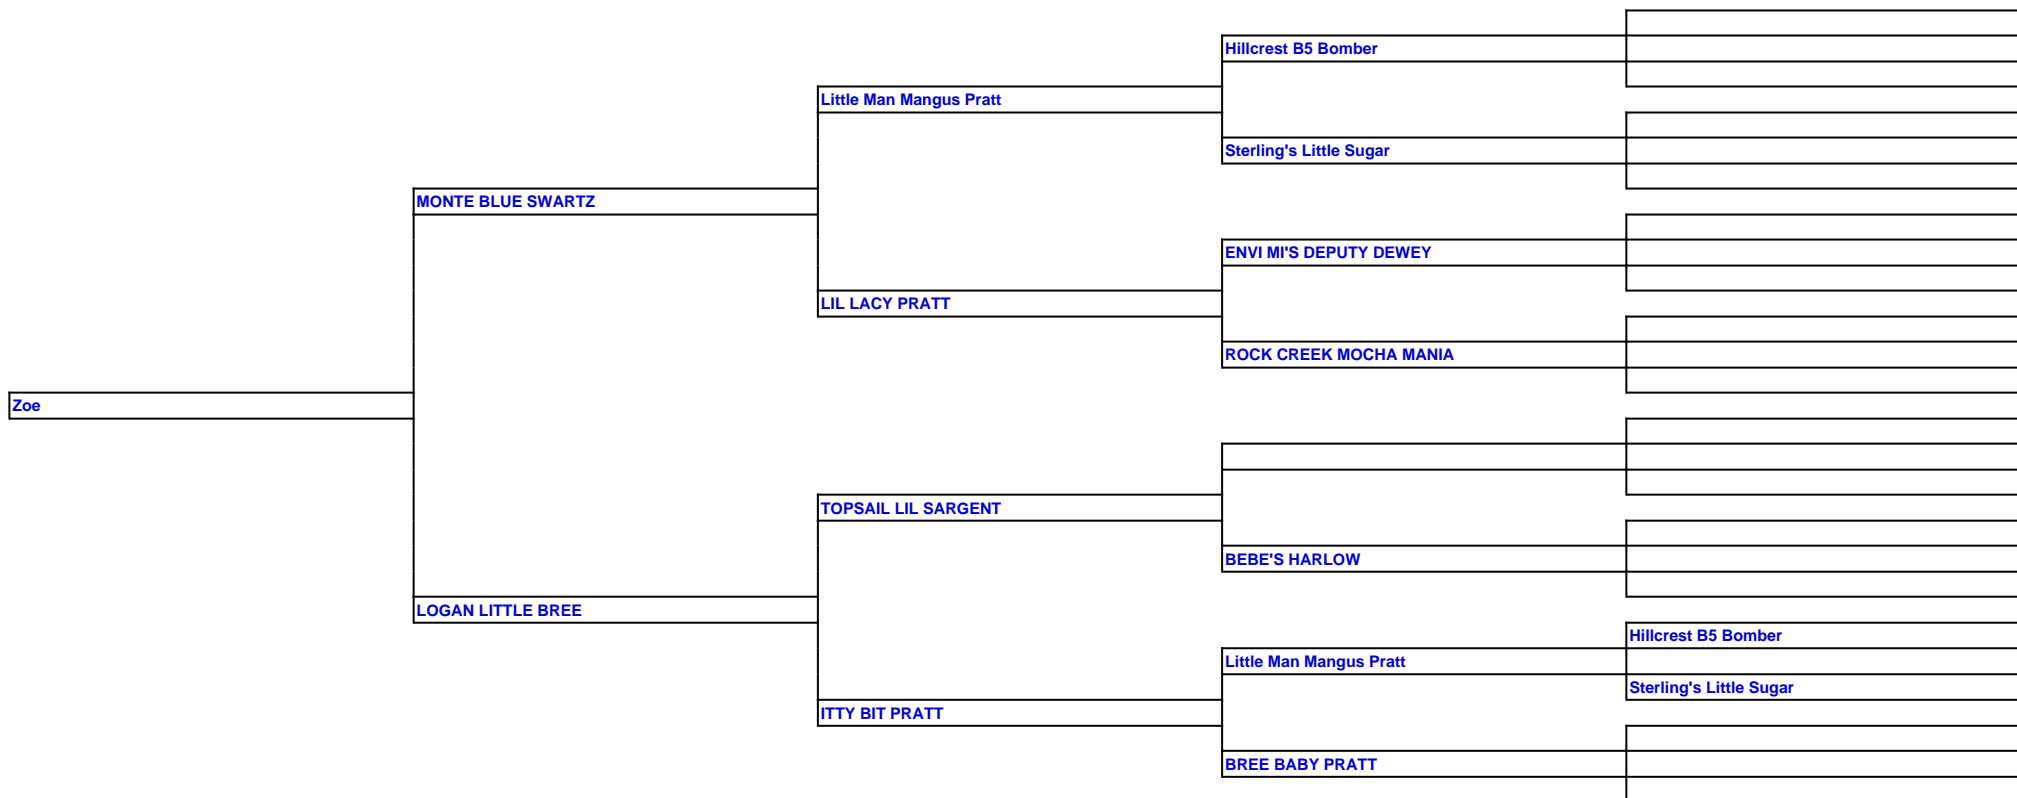 Hillcrest B5 Bomber
Little Man Mangus Pratt
Sterling's Little Sugar
MONTE BLUE SWARTZ
ENVI MI'S DEPUTY DEWEY
LIL LACY PRATT
ROCK CREEK MOCHA MANIA
Zoe
TOPSAIL LIL SARGENT
BEBE'S HARLOW
LOGAN LITTLE BREE
Hillcrest B5 Bomber
Little Man Mangus Pratt
Sterling's Little Sugar
ITTY BIT PRATT
BREE BABY PRATT